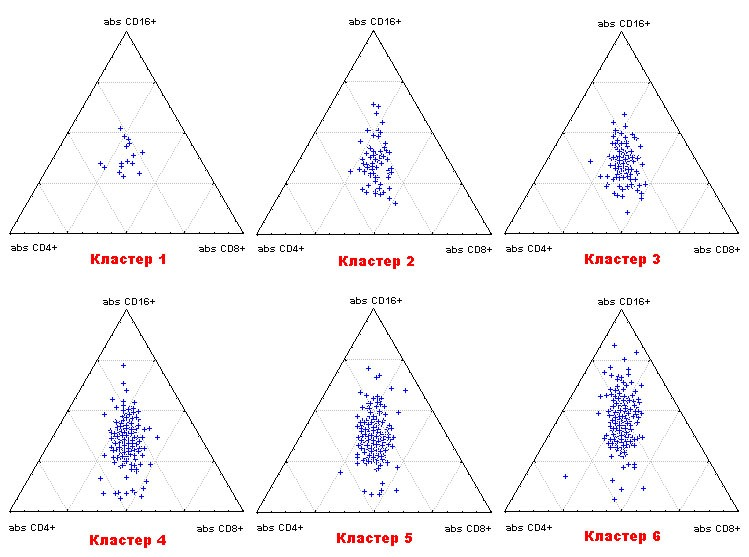 abs CD16+
abs CD16+
abs CD16+
abs CD4+
abs CD8+
abs CD4+
abs CD8+
abs CD4+
abs CD8+
Кластер 1
Кластер 2
Кластер 3
abs CD16+
abs CD16+
abs CD16+
abs CD4+
abs CD8+
abs CD4+
abs CD8+
abs CD4+
abs CD8+
Кластер 4
Кластер 5
Кластер 6